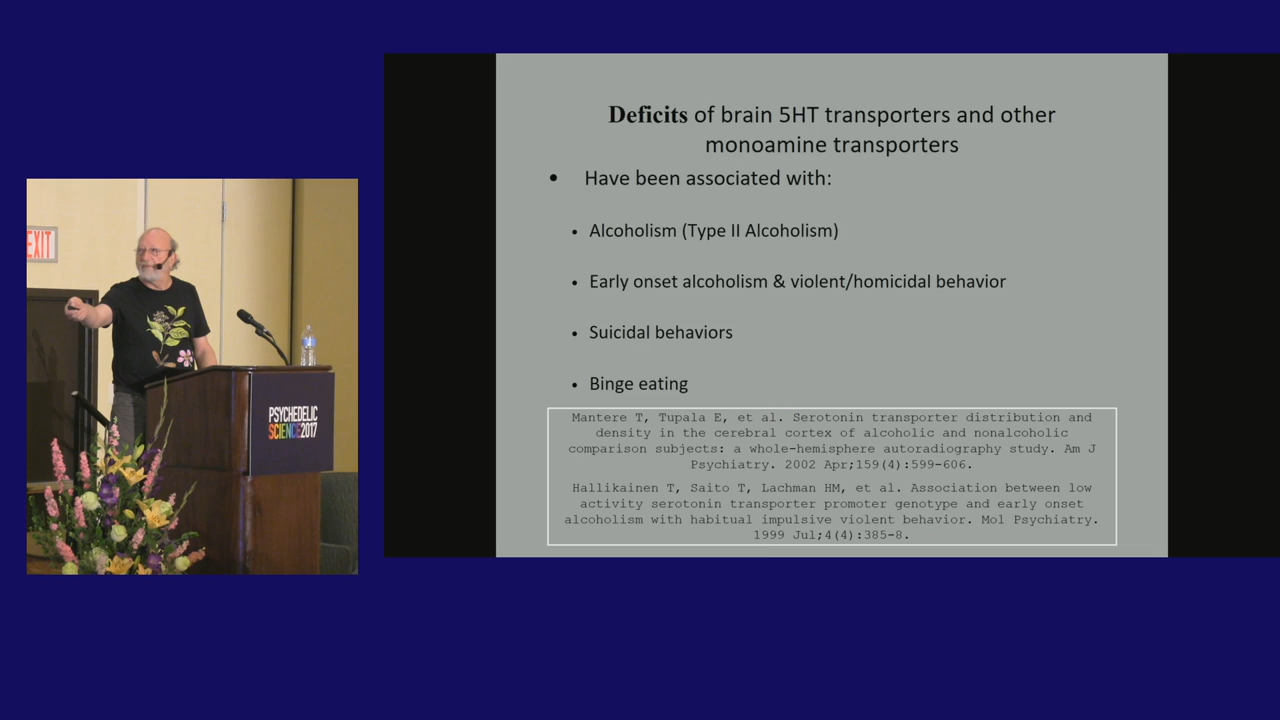 EXIT
PSYCHEDELIC
SCIENCE2017
Deficits of brain 5HT transporters and other
monoamine transporters
• Have been associated with:
• Alcoholism (Type II Alcoholism)
• Early onset alcoholism & violent/homicidal behavior
• Suicidal behaviors
• Binge eating
Mantere T, Tupala E, et al. Serotonin transporter distribution and
density in the cerebral cortex of alcoholic and nonalcoholic
comparison subjects: a whole-hemisphere autoradiography study. Am J
Psychiatry. 2002 Apr;159(4):599-606.
Hallikainen T, Saito T, Lachman HM, et al. Association between low
activity serotonin transporter promoter genotype and early onset
alcoholism with habitual impulsive violent behavior. Mol Psychiatry.
1999 Jul;4(4):385-8.